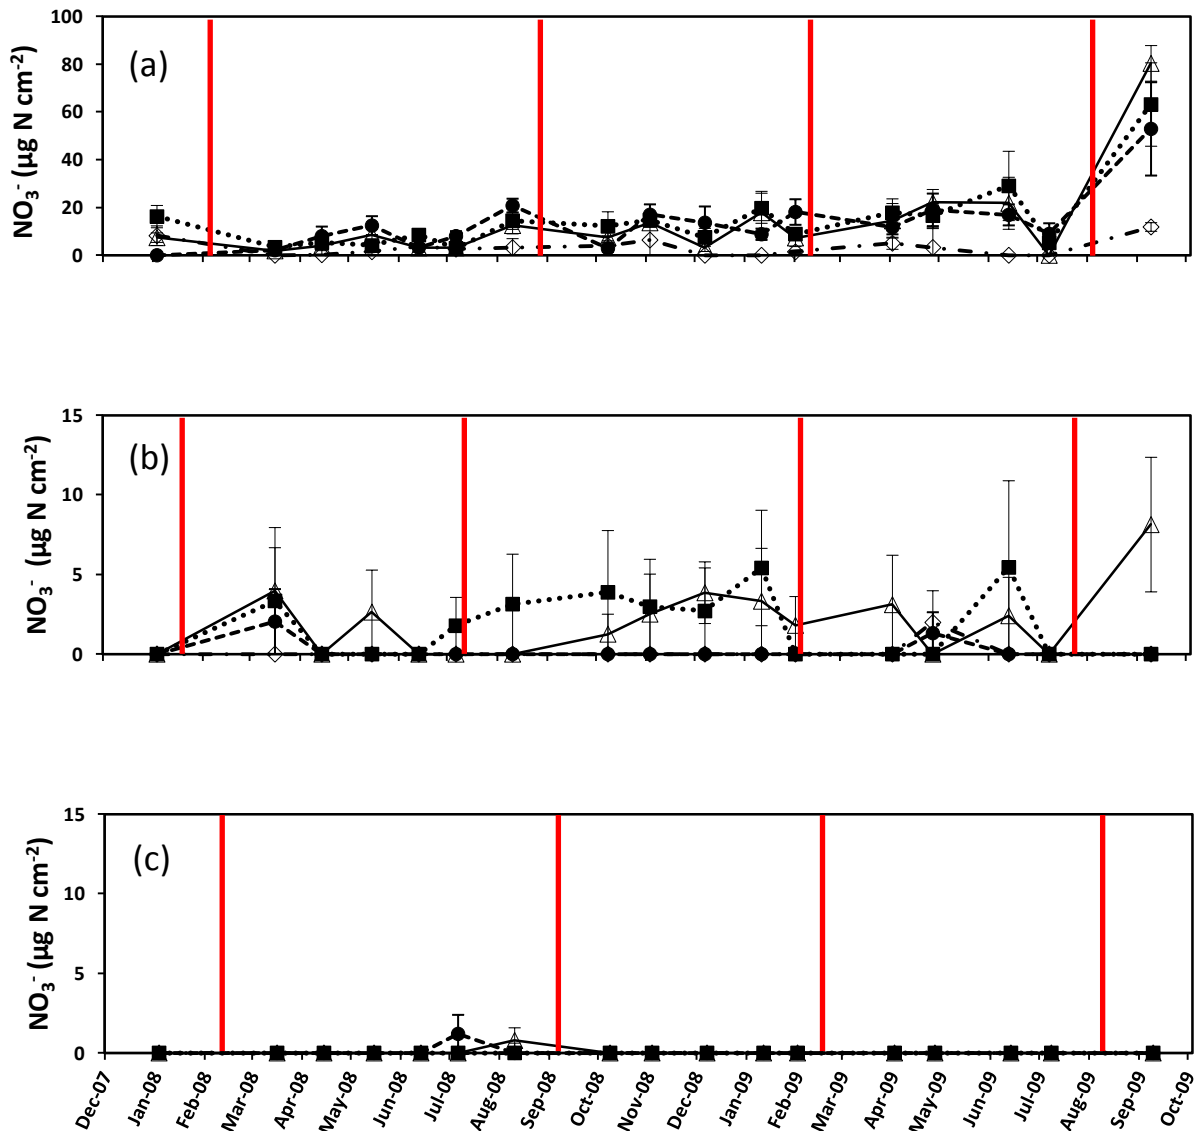 100
80
60
40
20
0
NO₃⁻ (µg N cm⁻²)
(a)
15
10
5
0
NO₃⁻ (µg N cm⁻²)
(b)
15
10
5
0
NO₃⁻ (µg N cm⁻²)
(c)
Dec-07 Jan-08 Feb-08 Mar-08 Apr-08 May-08 Jun-08 Jul-08 Aug-08 Sep-08 Oct-08 Nov-08 Dec-08 Jan-09 Feb-09 Mar-09 Apr-09 May-09 Jun-09 Jul-09 Aug-09 Sep-09 Oct-09